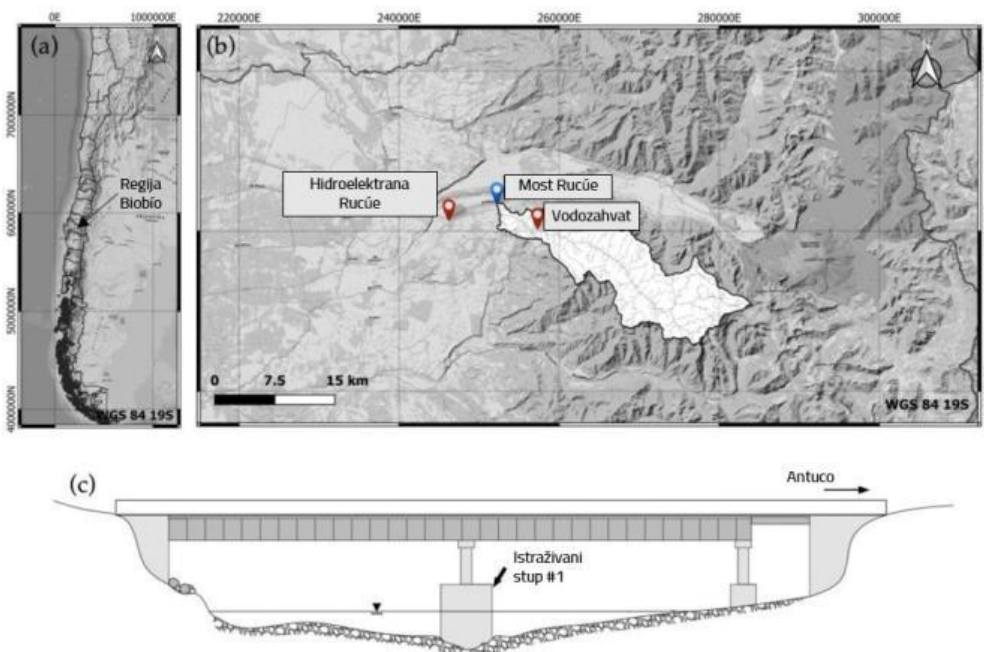 0E 100000E
220000E 240000E 260000E 280000E 300000E
(a)
(b)
7000000N
6000000N
5000000N
4000000N
Regija
Biobío
WGS 84 19S
Hidroelektrana
Rucúe
Most Rucúe
Vodozahvat
0 7.5 15 km
WGS 84 19S
(c)
Antuco
Istraživani
stup #1